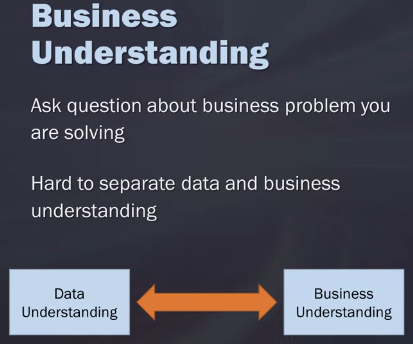 Business
Understanding
Ask question about business problem you
are solving
Hard to separate data and business
understanding
Data
Understanding
Business
Understanding